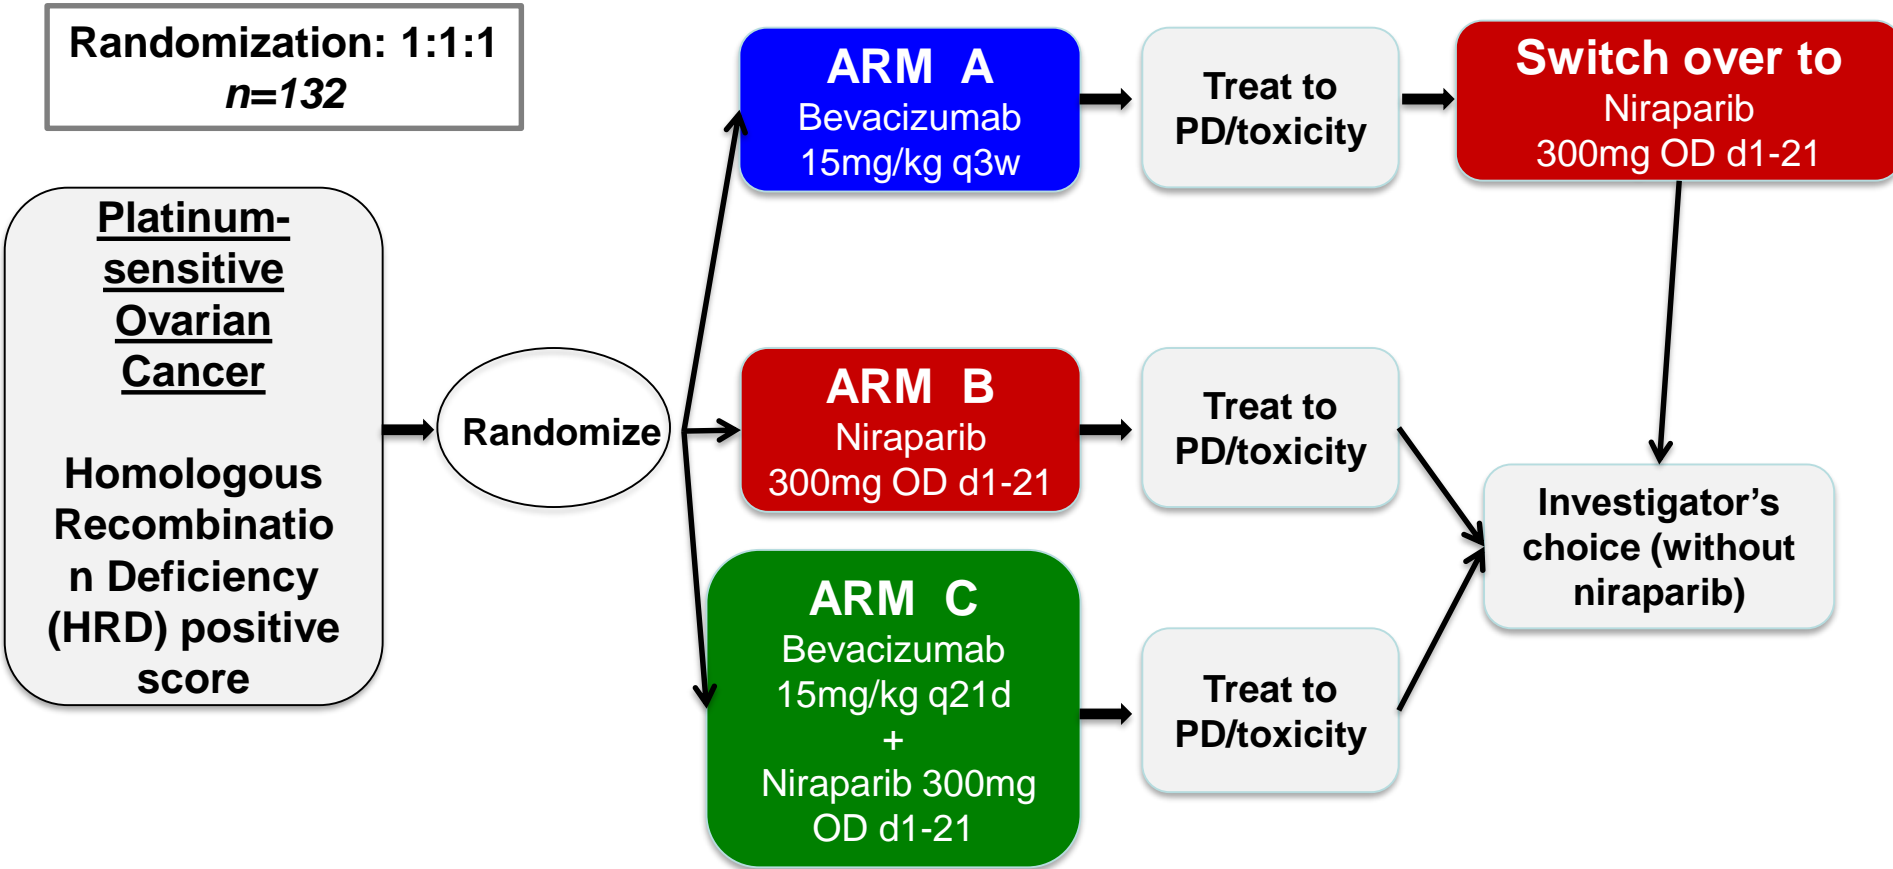 Randomization: 1:1:1
n=132
Platinum-
sensitive
Ovarian
Cancer
Homologous
Recombinatio
n Deficiency
(HRD) positive
score
Randomize
ARM A
Bevacizumab
15mg/kg q3w
Treat to
PD/toxicity
Switch over to
Niraparib
300mg OD d1-21
ARM B
Niraparib
300mg OD d1-21
Treat to
PD/toxicity
ARM C
Bevacizumab
15mg/kg q21d
+
Niraparib 300mg
OD d1-21
Treat to
PD/toxicity
Investigator’s
choice (without
niraparib)